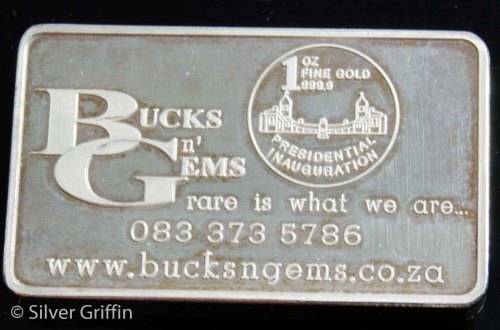 BUCKS
n'
GEMS
1 OZ
FINE GOLD
999.9
PRESIDENTIAL
INAUGURATION
rare is what we are...
083 373 5786
www.bucksngems.co.za
© Silver Griffin